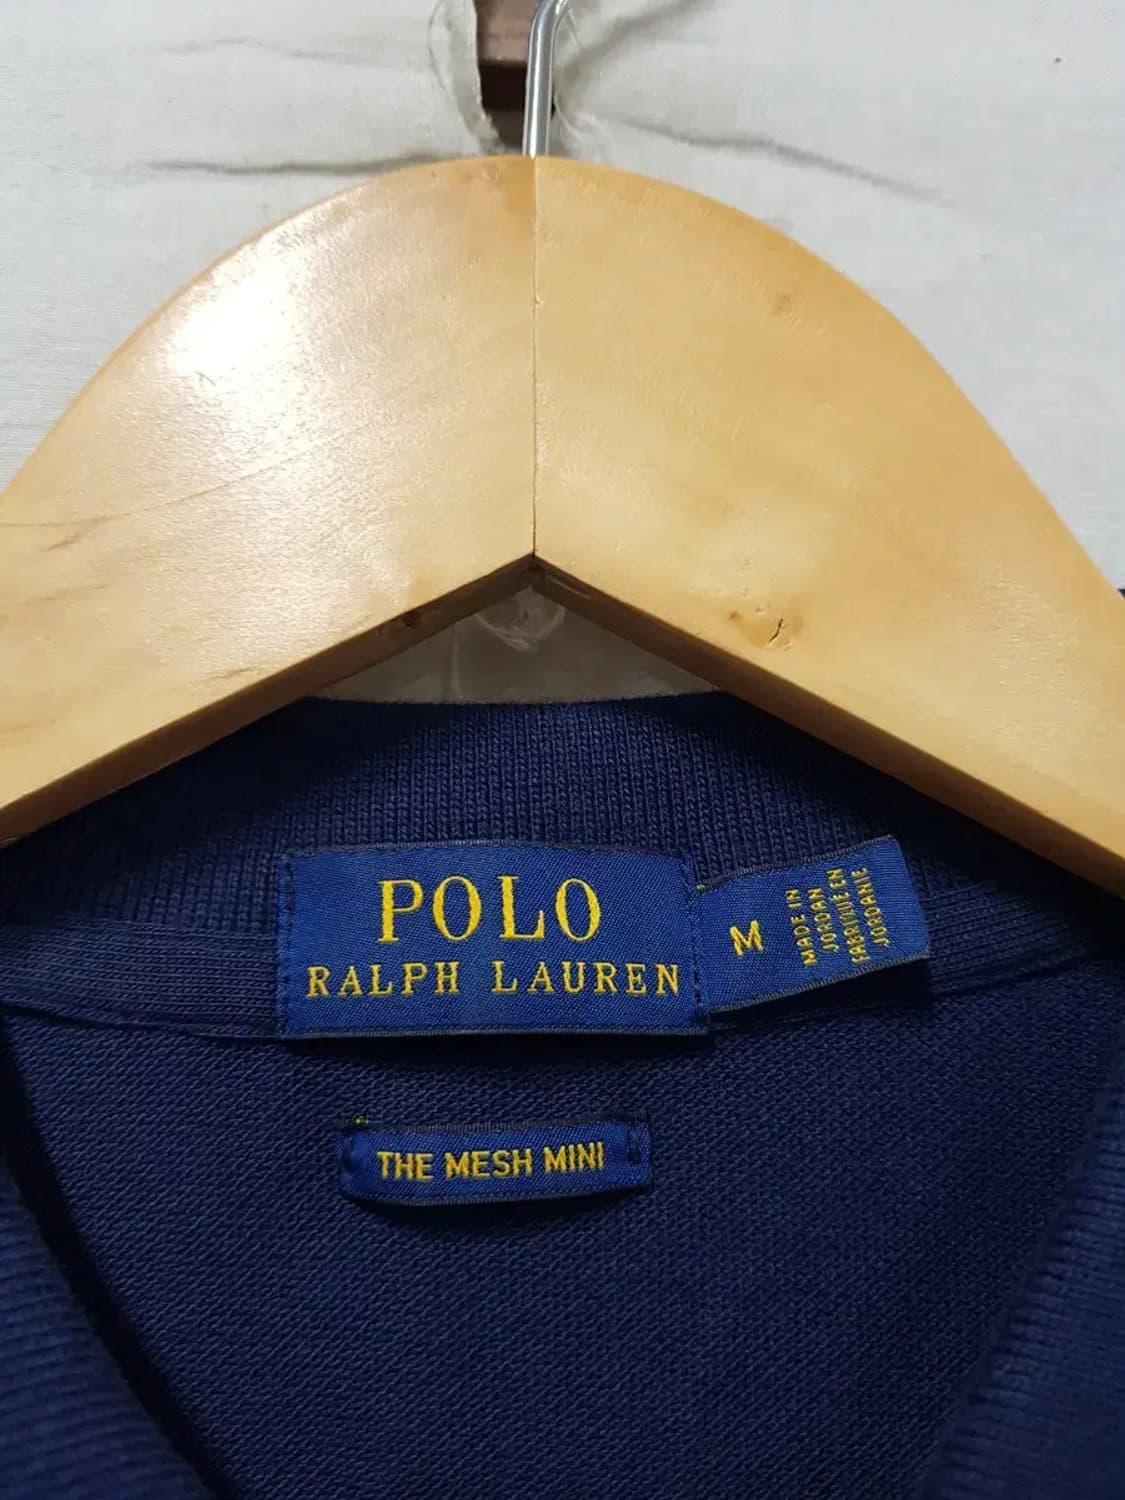 POLO
RALPH LAUREN
M
MADE IN
JORDAN
FABRIQUÉ EN
JORDANIE
THE MESH MINI